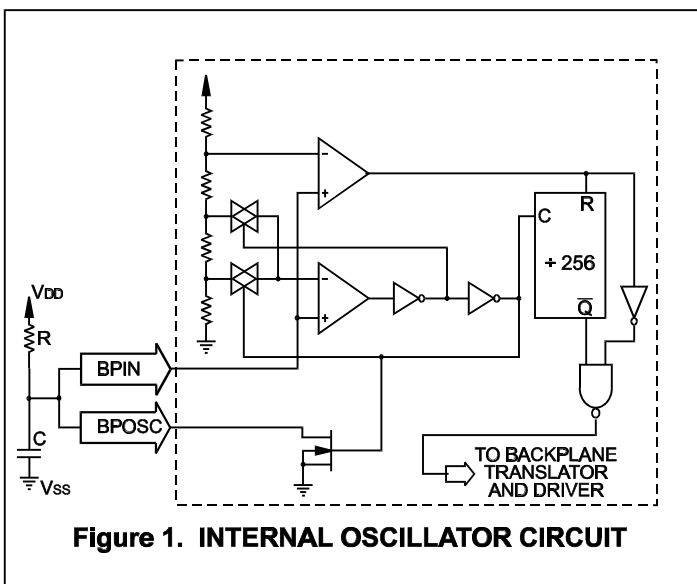 VDD
R
BPIN
BPOSC
C
VSS
−
+
−
+
R
C
÷ 256
Q̅
TO BACKPLANE
TRANSLATOR
AND DRIVER
Figure 1. INTERNAL OSCILLATOR CIRCUIT